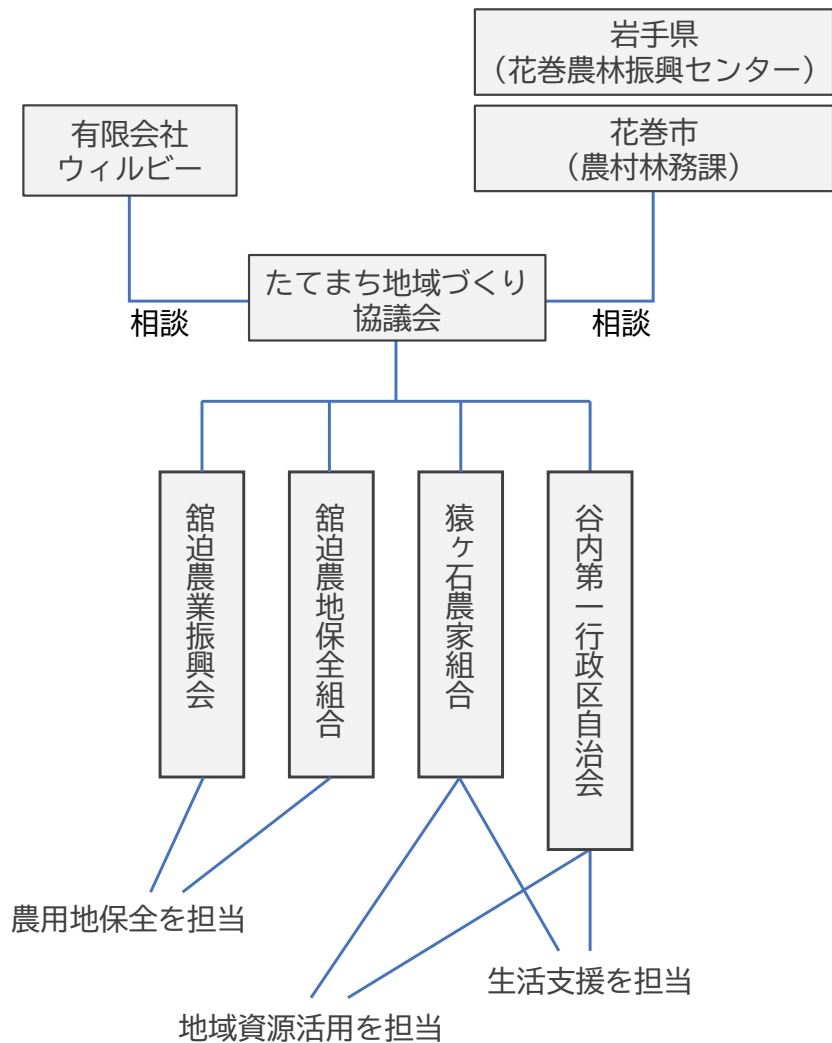 岩手県
（花巻農林振興センター）
有限会社
ウィルビー
花巻市
（農村林務課）
たてまち地域づくり
協議会
相談
相談
舘迫農業振興会
舘迫農地保全組合
猿ヶ石農家組合
谷内第一行政区自治会
農用地保全を担当
生活支援を担当
地域資源活用を担当